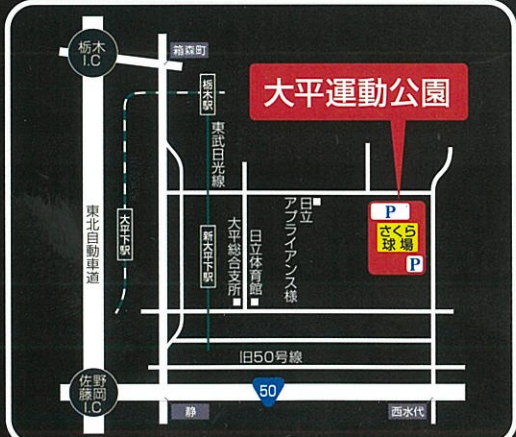 栃木
I.C
箱森町
栃木駅
東武日光線
大平運動公園
東北自動車道
大平下駅
新大平下駅
大平総合支所
日立体育館
日立
アプライアンス様
P
さくら
球場
P
旧50号線
佐野
藤岡
I.C
静
50
西水代